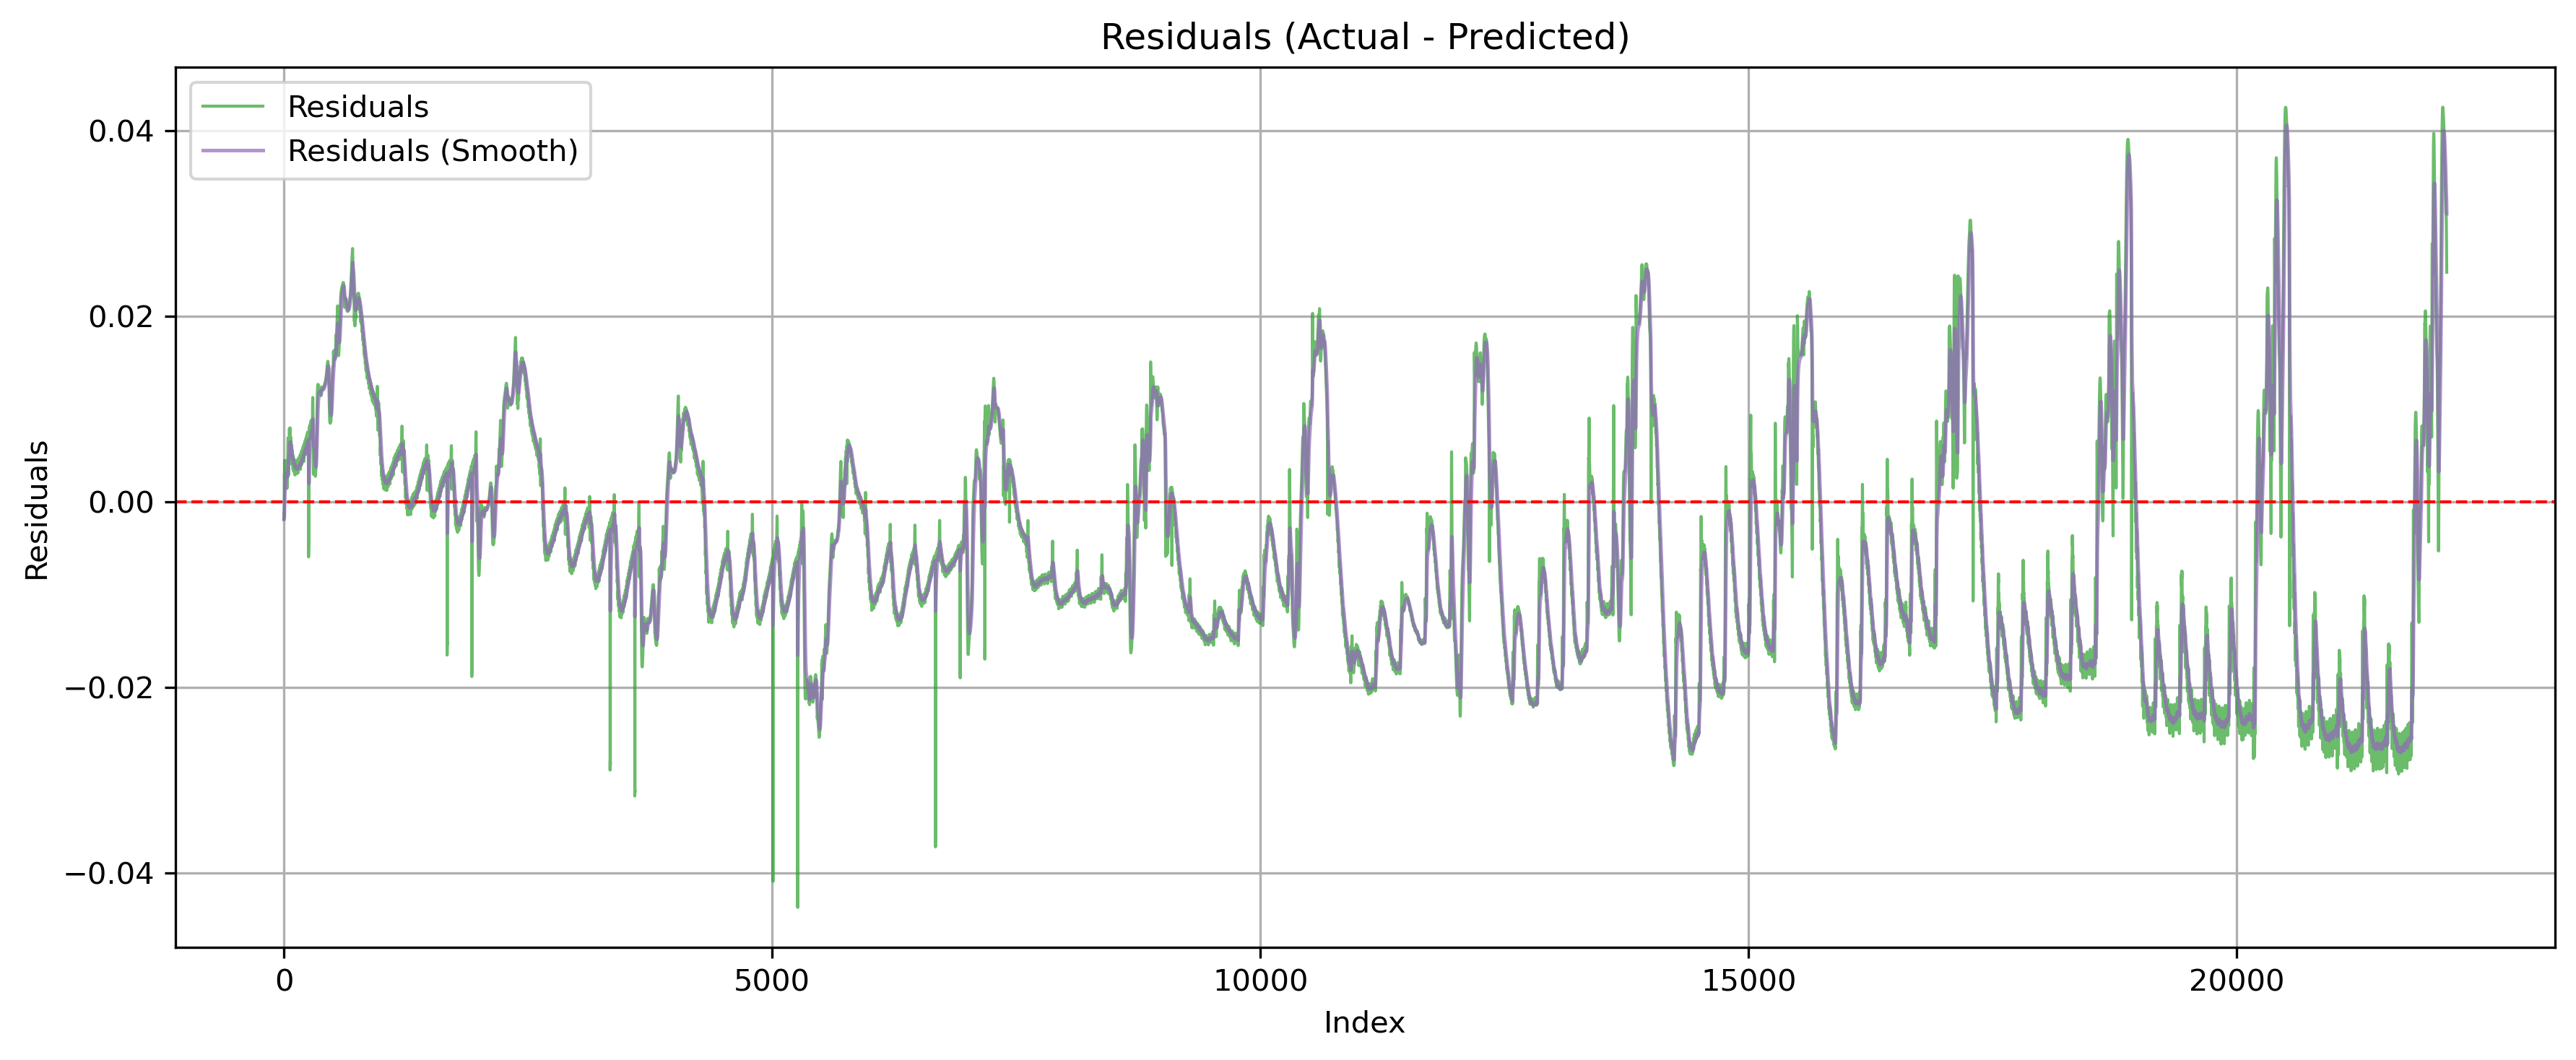 Residuals (Actual - Predicted)
Residuals
Residuals (Smooth)
Residuals
0.04
0.02
0.00
−0.02
−0.04
0
5000
10000
15000
20000
Index